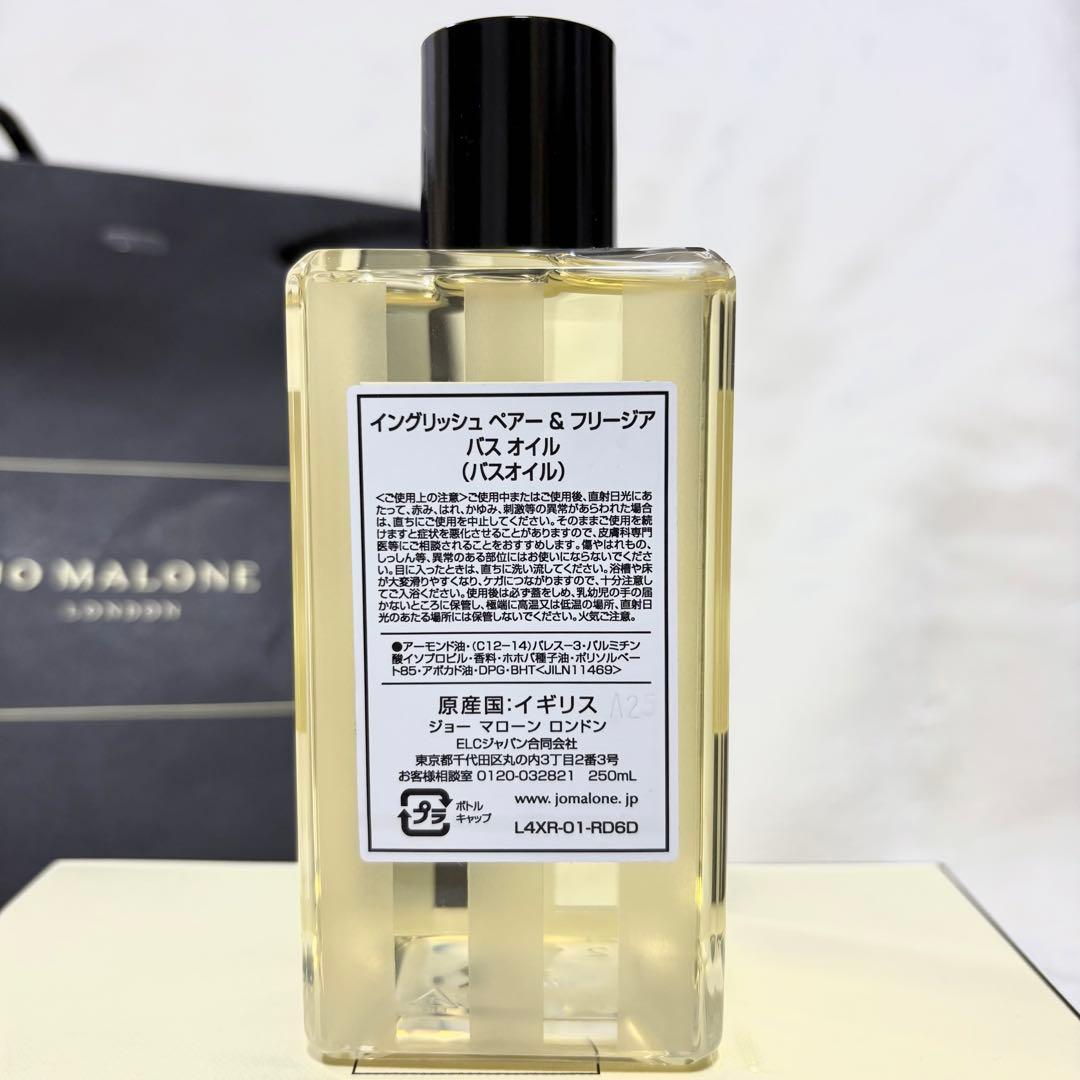 イングリッシュ ペアー & フリージア
バス オイル
(バスオイル)
<ご使用上の注意>ご使用中またはご使用後、直射日光にあ
たって、赤み、はれ、かゆみ、刺激等の異常があらわれた場合
は、直ちにご使用を中止してください。そのままご使用を続
けますと症状を悪化させることがありますので、皮膚科専門
医等にご相談されることをおすすめします。傷やはれもの、
しっしん等、異常のある部位にはお使いにならないでくださ
い。目に入ったときは、直ちに洗い流してください。浴槽や床
が大変滑りやすくなり、ケガにつながりますので、十分注意し
てご入浴ください。使用後は必ず蓋をしめ、乳幼児の手の届
かないところに保管し、極端に高温又は低温の場所、直射日
光のあたる場所には保管しないでください。火気ご注意。
●アーモンド油・(C12-14)パレス-3・パルミチン
酸イソプロピル・香料・ホホバ種子油・ポリソルベー
ト85・アボカド油・DPG・BHT<JILN11469>
原産国:イギリス A25
ジョー マローン ロンドン
ELCジャパン合同会社
東京都千代田区丸の内3丁目2番3号
お客様相談室 0120-032821 250mL
プラ ボトル
キャップ
www. jomalone. jp
L4XR-01-RD6D
JO MALONE
LONDON